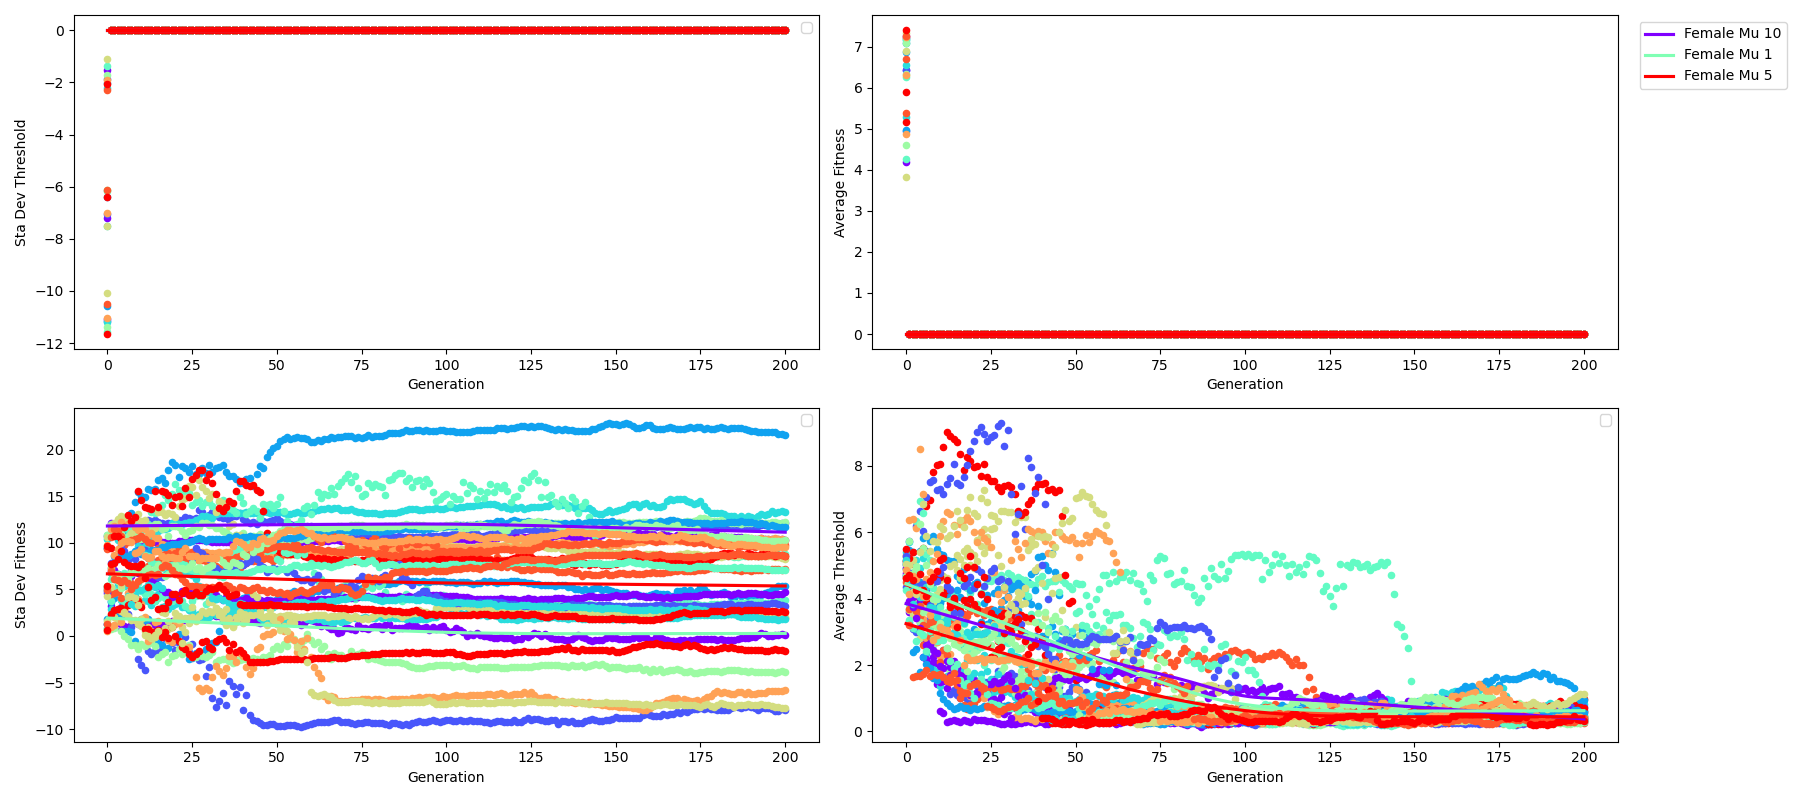 Sta Dev Threshold
0
−2
−4
−6
−8
−10
−12
0 25 50 75 100 125 150 175 200
Generation
Average Fitness
7
6
5
4
3
2
1
0
0 25 50 75 100 125 150 175 200
Generation
Female Mu 10
Female Mu 1
Female Mu 5
Sta Dev Fitness
20
15
10
5
0
−5
−10
0 25 50 75 100 125 150 175 200
Generation
Average Threshold
8
6
4
2
0
0 25 50 75 100 125 150 175 200
Generation